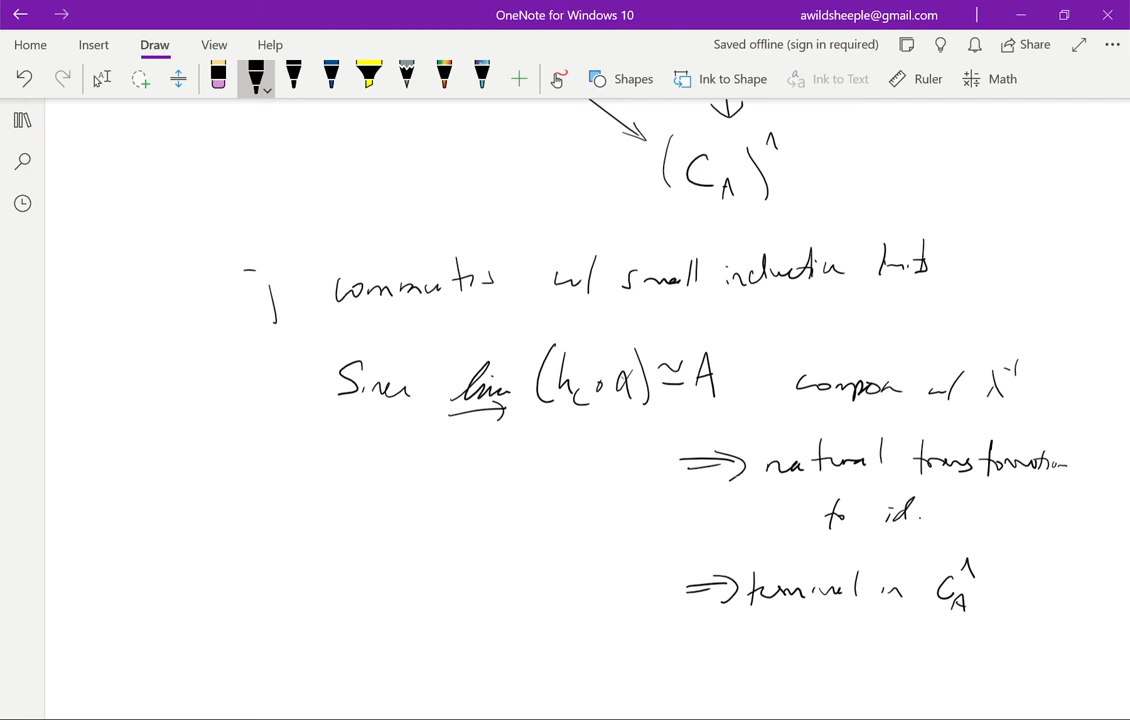 OneNote for Windows 10
awildsheeple@gmail.com
Home Insert Draw View Help
Saved offline (sign in required)
Share
Shapes Ink to Shape Ink to Text Ruler Math
(C_A)^∧
commutes w/ small inductive limits
Since lim→ (h_C ∘ α) ≃ A compose w/ λ⁻¹
⇒ natural transformation
to id.
⇒ terminal in C_A^∧